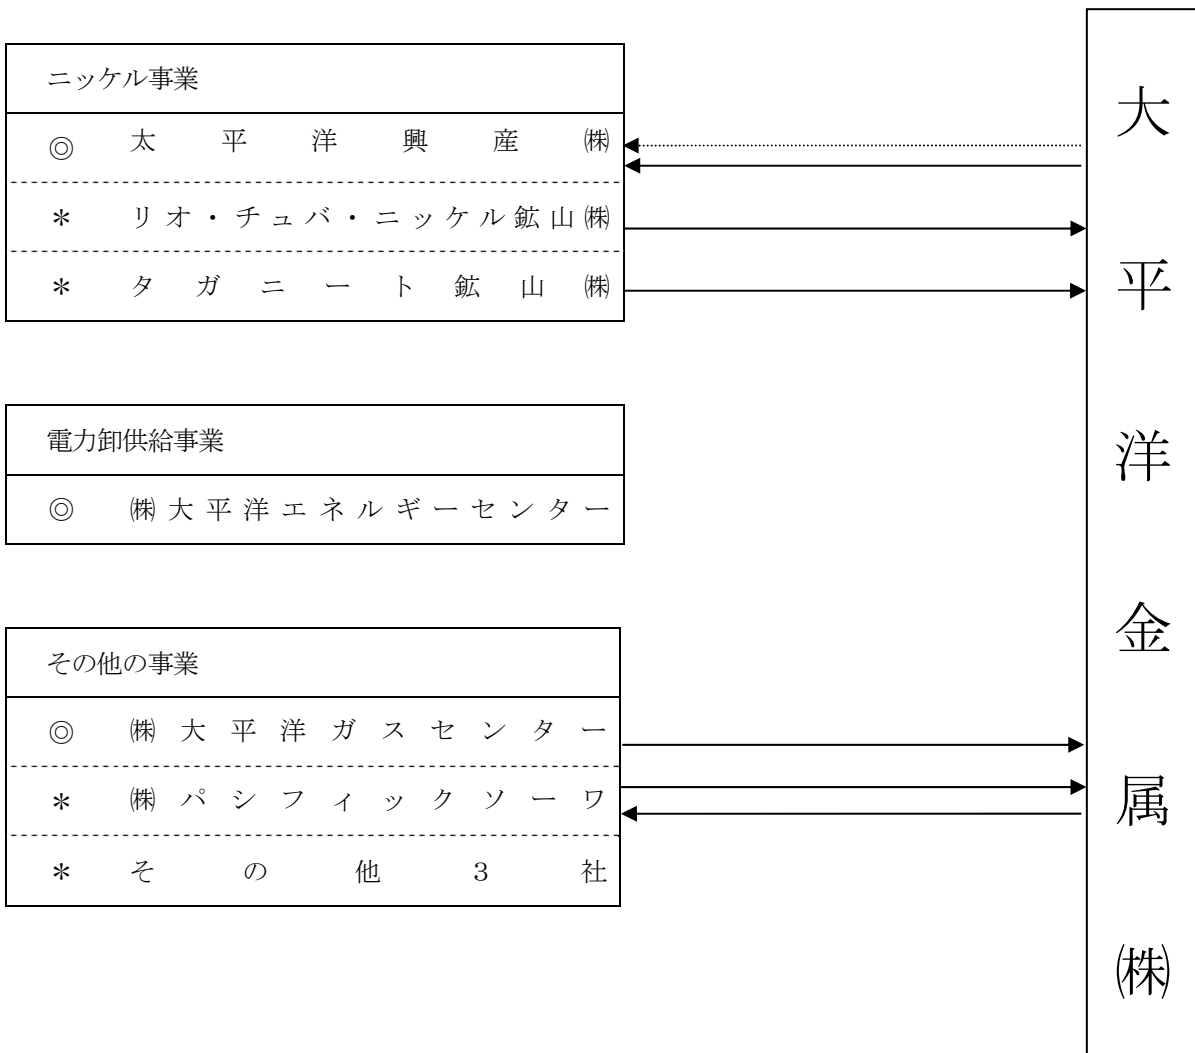 ニッケル事業
◎ 太平洋興産㈱
＊ リオ・チュバ・ニッケル鉱山㈱
＊ タガニート鉱山㈱
電力卸供給事業
◎ ㈱大平洋エネルギーセンター
その他の事業
◎ ㈱大平洋ガスセンター
＊ ㈱パシフィックソーワ
＊ その他3社
大平洋金属㈱